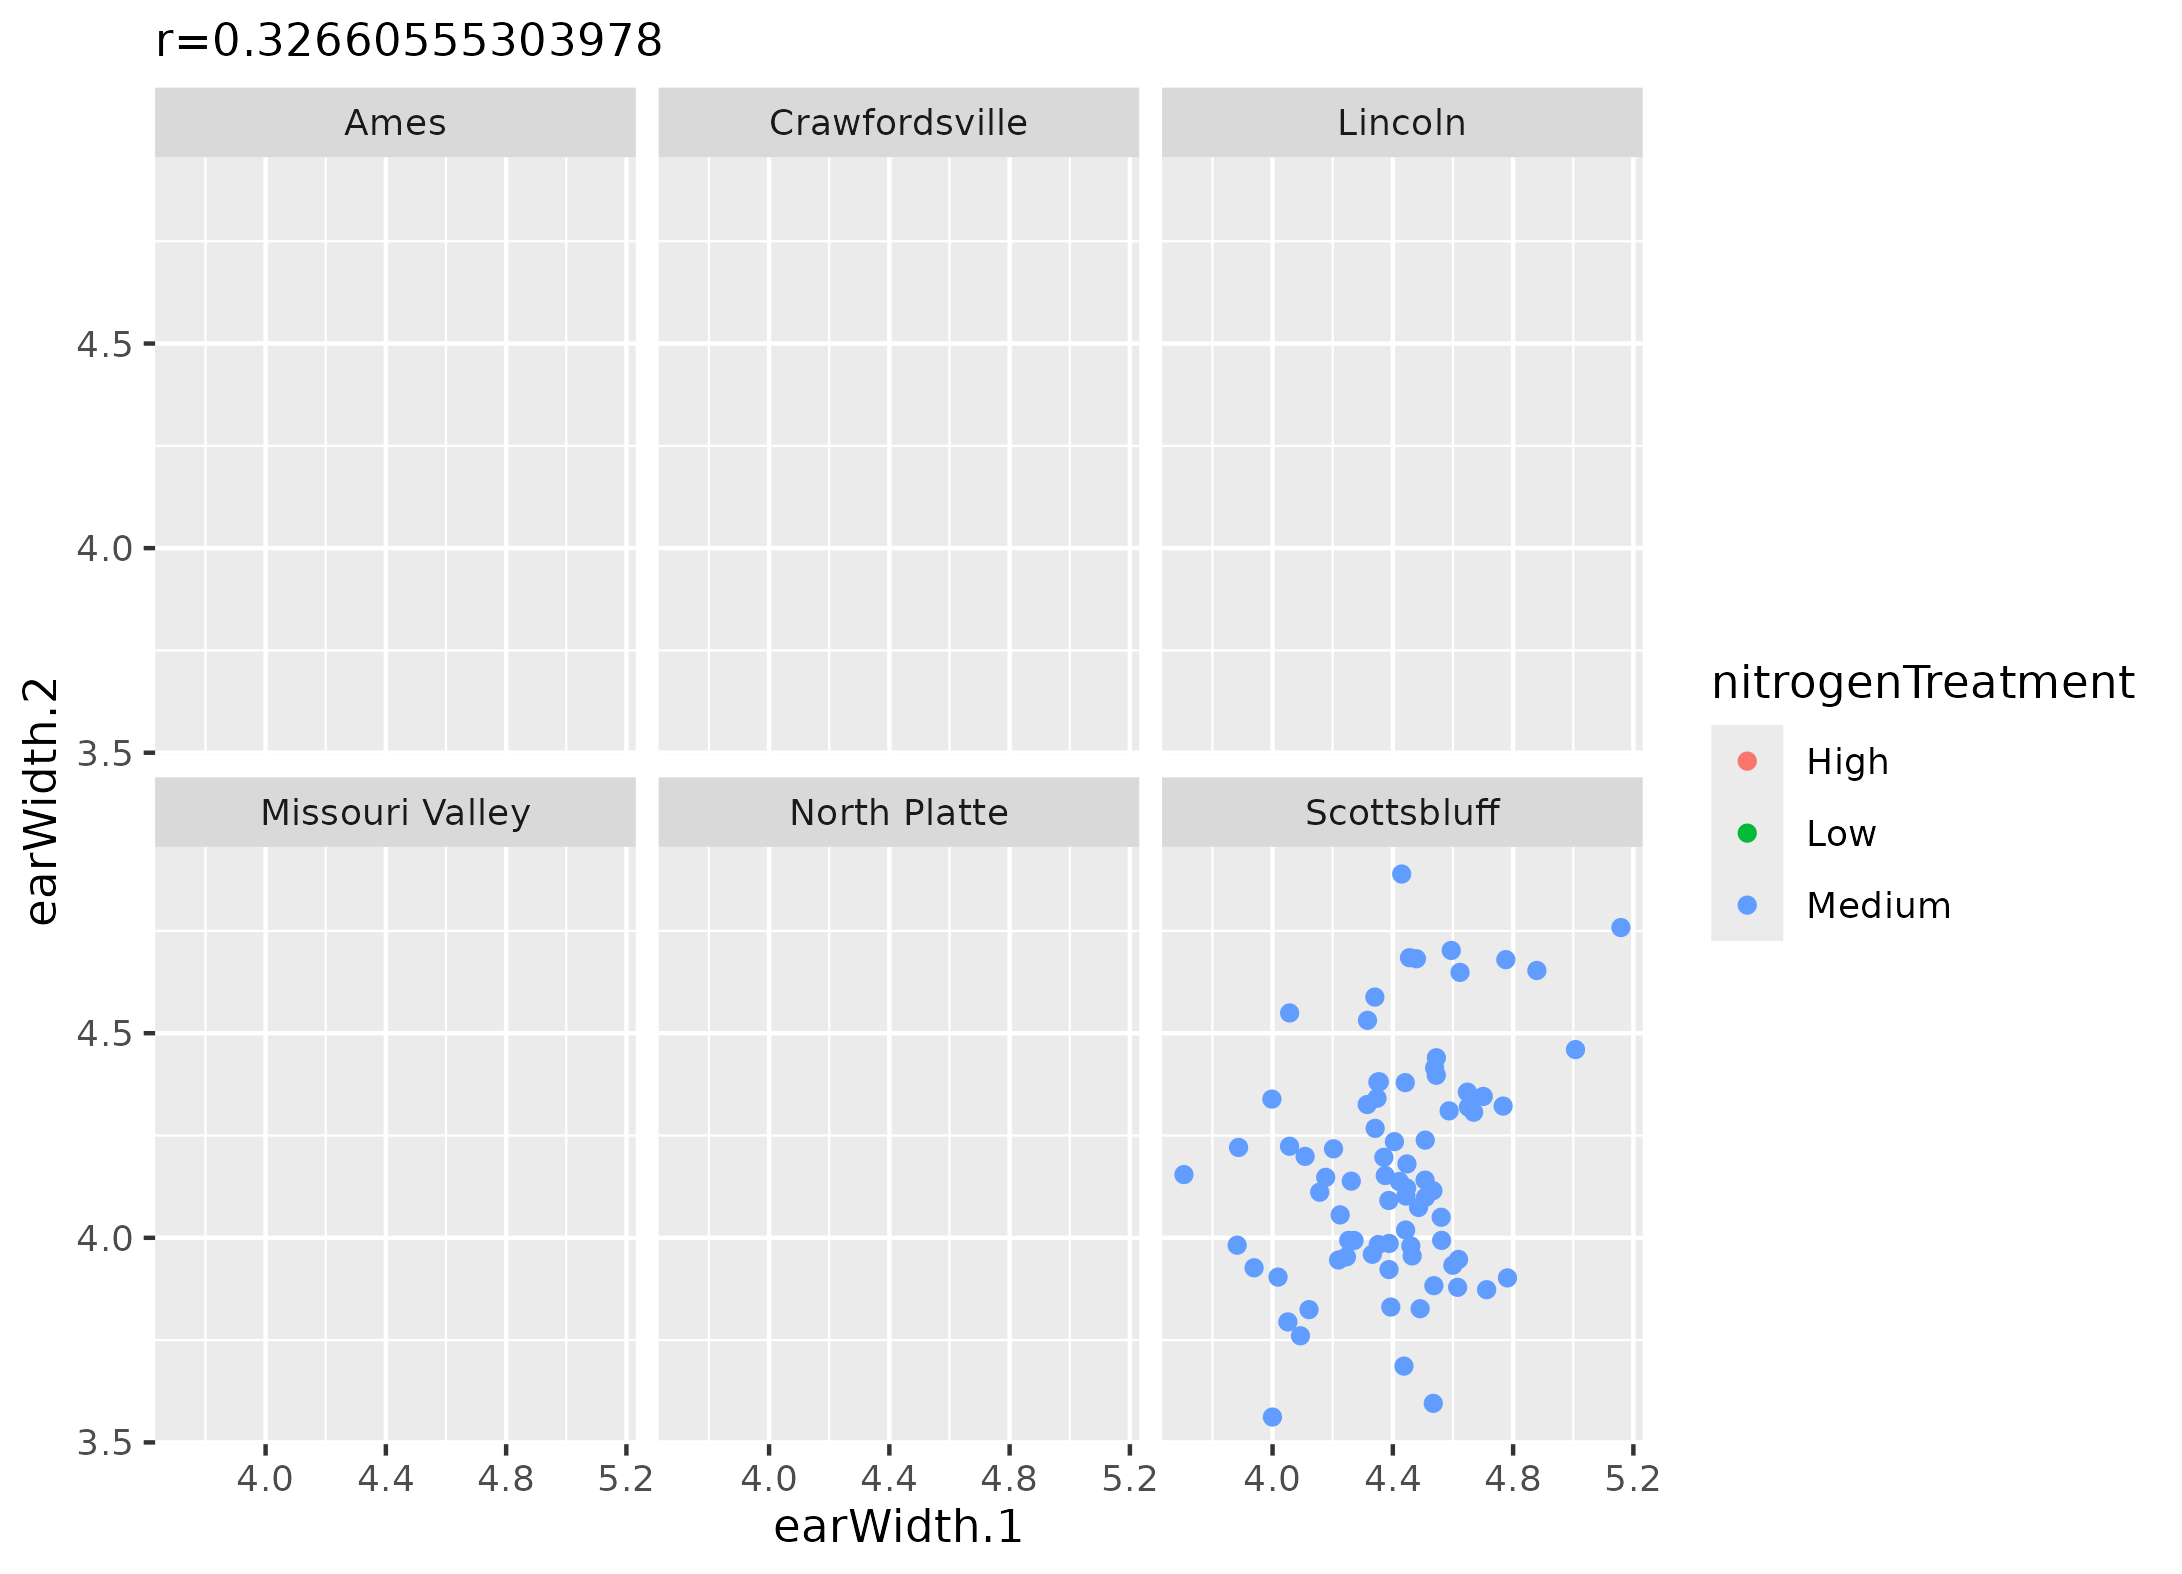 r=0.32660555303978
Ames
Crawfordsville
Lincoln
4.5
4.0
3.5
Missouri Valley
North Platte
Scottsbluff
4.5
4.0
3.5
4.0 4.4 4.8 5.2
4.0 4.4 4.8 5.2
4.0 4.4 4.8 5.2
earWidth.1
earWidth.2
nitrogenTreatment
High
Low
Medium